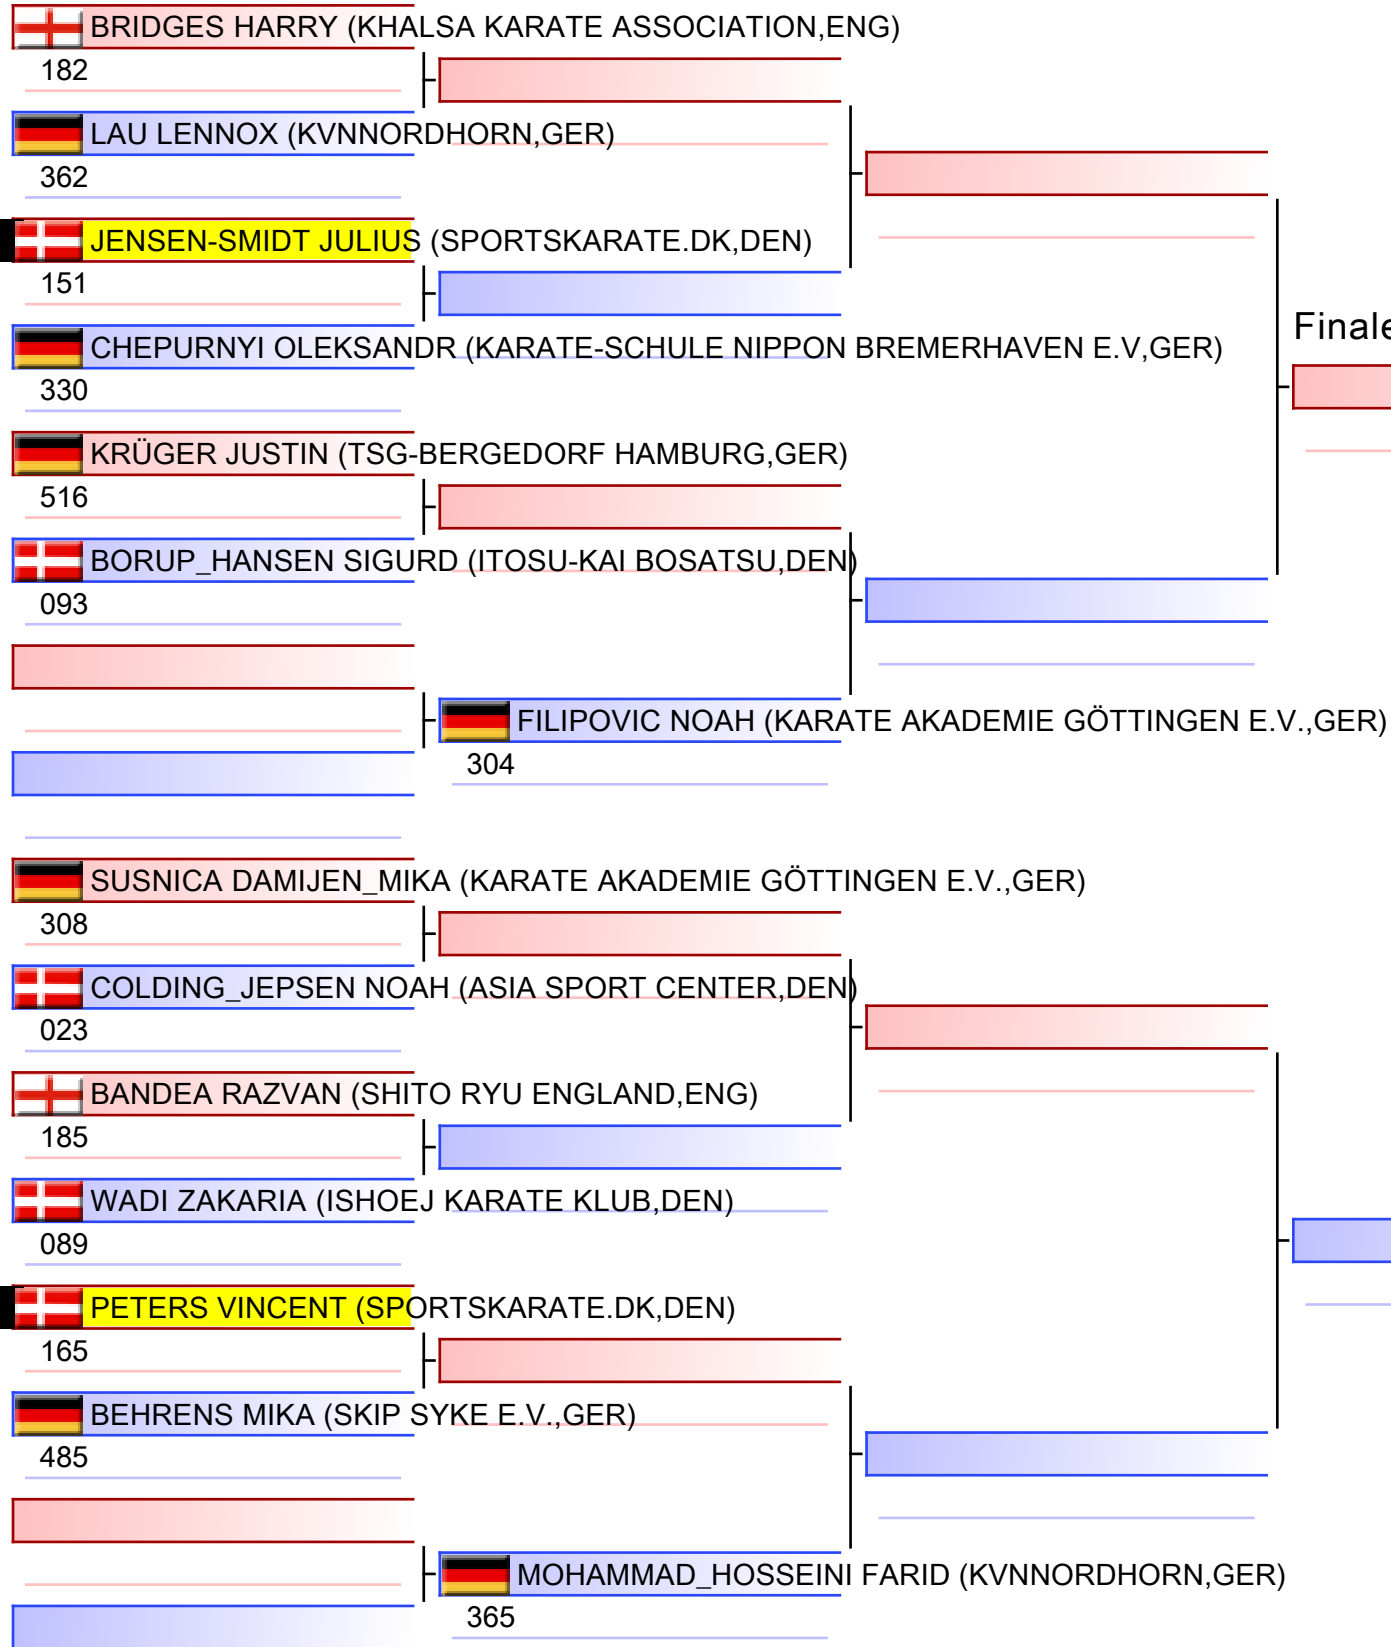 BRIDGES HARRY (KHALSA KARATE ASSOCIATION,ENG)
182
LAU LENNOX (KVNNORDHORN,GER)
362
JENSEN-SMIDT JULIUS (SPORTSKARATE.DK,DEN)
151
CHEPURNYI OLEKSANDR (KARATE-SCHULE NIPPON BREMERHAVEN E.V,GER)
330
Finale
KRÜGER JUSTIN (TSG-BERGEDORF HAMBURG,GER)
516
BORUP_HANSEN SIGURD (ITOSU-KAI BOSATSU,DEN)
093
FILIPOVIC NOAH (KARATE AKADEMIE GÖTTINGEN E.V.,GER)
304
SUSNICA DAMIJEN_MIKA (KARATE AKADEMIE GÖTTINGEN E.V.,GER)
308
COLDING_JEPSEN NOAH (ASIA SPORT CENTER,DEN)
023
BANDEA RAZVAN (SHITO RYU ENGLAND,ENG)
185
WADI ZAKARIA (ISHOEJ KARATE KLUB,DEN)
089
PETERS VINCENT (SPORTSKARATE.DK,DEN)
165
BEHRENS MIKA (SKIP SYKE E.V.,GER)
485
MOHAMMAD_HOSSEINI FARID (KVNNORDHORN,GER)
365